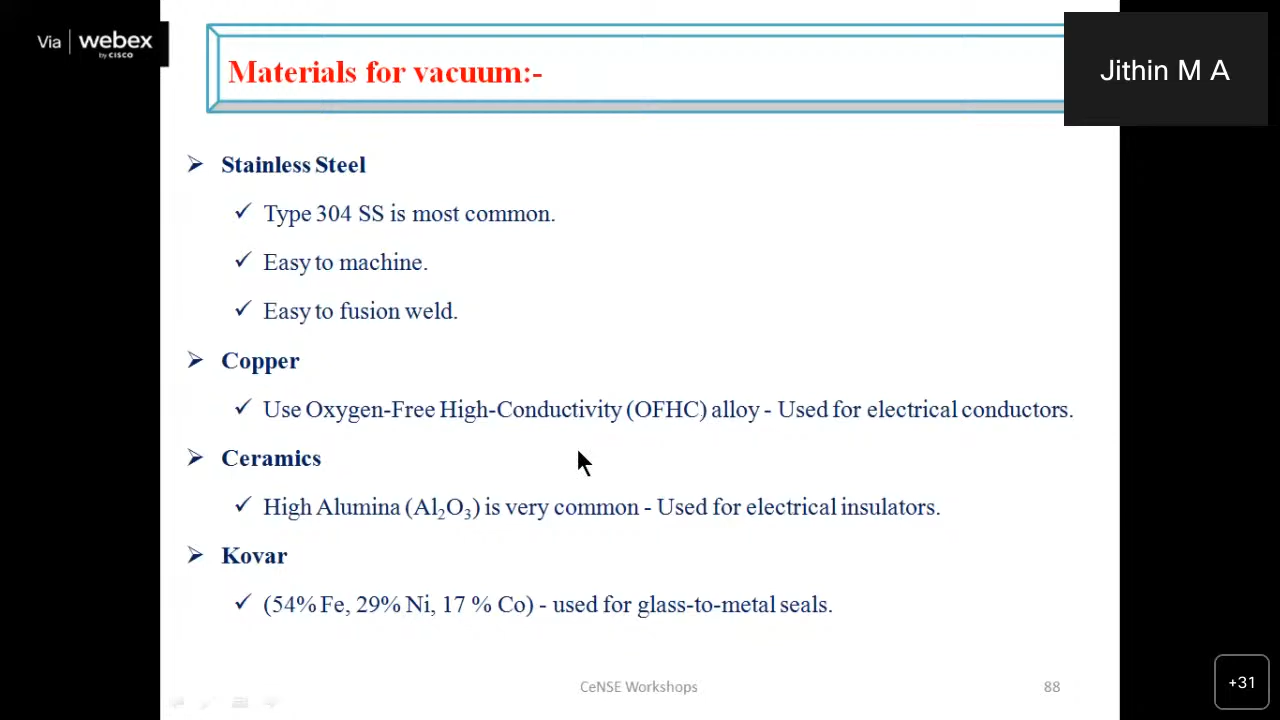 Via | webex
by CISCO
Materials for vacuum:-
Jithin M A
➢ Stainless Steel
✓ Type 304 SS is most common.
✓ Easy to machine.
✓ Easy to fusion weld.
➢ Copper
✓ Use Oxygen-Free High-Conductivity (OFHC) alloy - Used for electrical conductors.
➢ Ceramics
✓ High Alumina (Al₂O₃) is very common - Used for electrical insulators.
➢ Kovar
✓ (54% Fe, 29% Ni, 17 % Co) - used for glass-to-metal seals.
CeNSE Workshops
88
+31